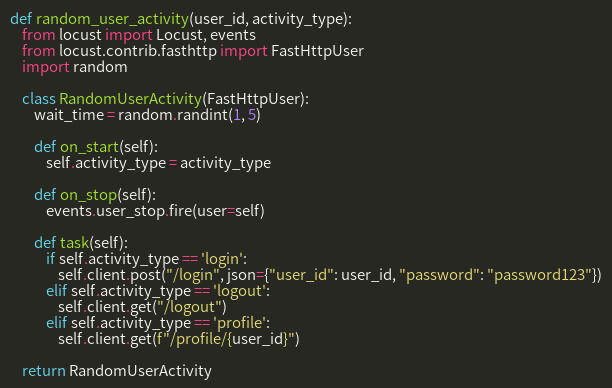 def random_user_activity(user_id, activity_type):
    from locust import Locust, events
    from locust.contrib.fasthttp import FastHttpUser
    import random

    class RandomUserActivity(FastHttpUser):
        wait_time = random.randint(1, 5)

        def on_start(self):
            self.activity_type = activity_type

        def on_stop(self):
            events.user_stop.fire(user=self)

        def task(self):
            if self.activity_type == 'login':
                self.client.post("/login", json={"user_id": user_id, "password": "password123"})
            elif self.activity_type == 'logout':
                self.client.get("/logout")
            elif self.activity_type == 'profile':
                self.client.get(f"/profile/{user_id}")

    return RandomUserActivity